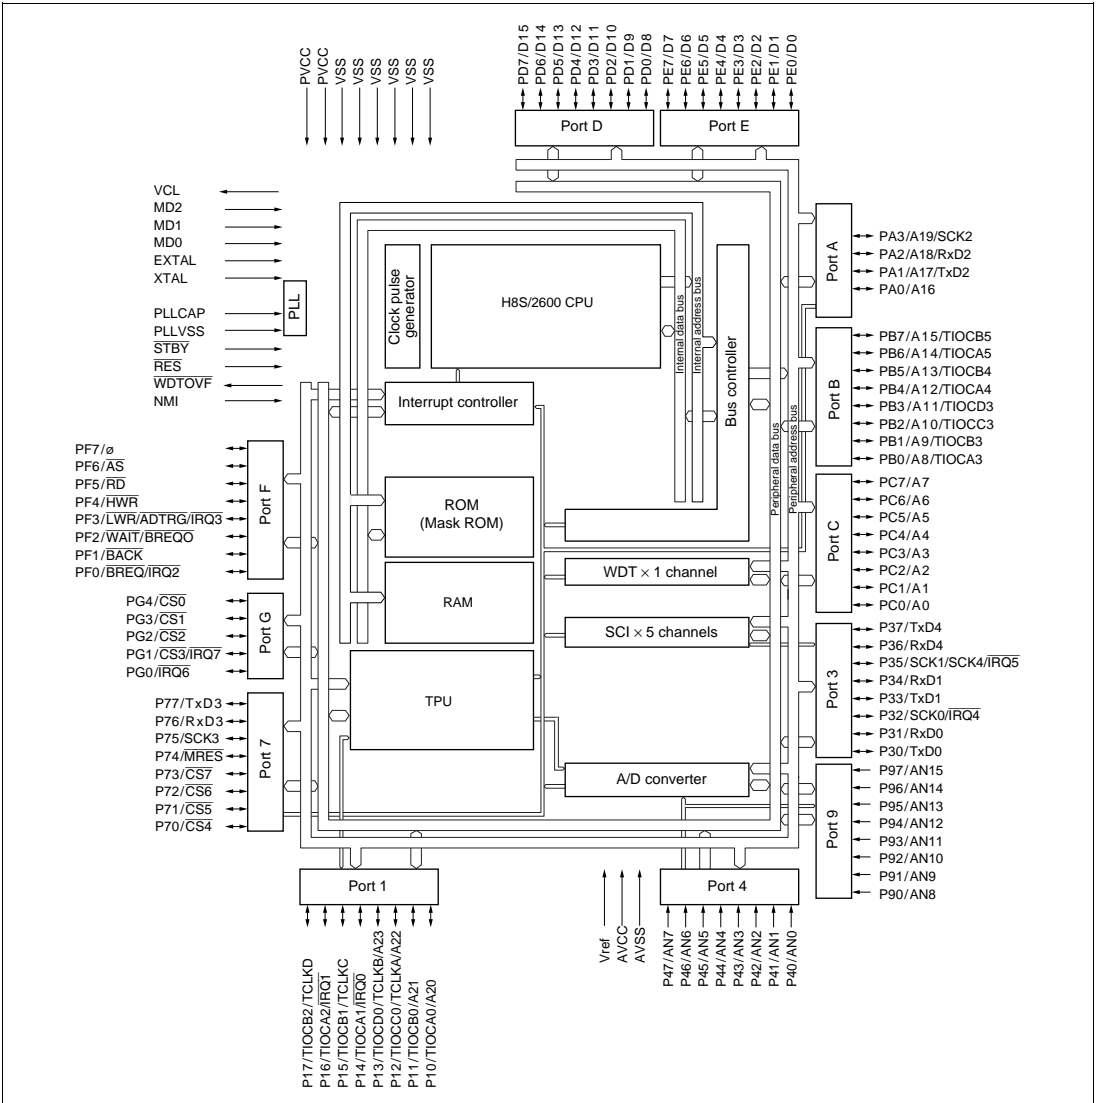 PVCC
PVCC
VSS
VSS
VSS
VSS
VSS
VSS
PD7/D15
PD6/D14
PD5/D13
PD4/D12
PD3/D11
PD2/D10
PD1/D9
PD0/D8
PE7/D7
PE6/D6
PE5/D5
PE4/D4
PE3/D3
PE2/D2
PE1/D1
PE0/D0
Port D
Port E
VCL
MD2
MD1
MD0
EXTAL
XTAL
PLLCAP
PLLVSS
STBY
RES
WDTOVF
NMI
PLL
Clock pulse
generator
H8S/2600 CPU
Internal data bus
Internal address bus
Bus controller
Peripheral data bus
Peripheral address bus
Interrupt controller
ROM
(Mask ROM)
RAM
TPU
WDT × 1 channel
SCI × 5 channels
A/D converter
Port A
PA3/A19/SCK2
PA2/A18/RxD2
PA1/A17/TxD2
PA0/A16
Port B
PB7/A15/TIOCB5
PB6/A14/TIOCA5
PB5/A13/TIOCB4
PB4/A12/TIOCA4
PB3/A11/TIOCD3
PB2/A10/TIOCC3
PB1/A9/TIOCB3
PB0/A8/TIOCA3
Port C
PC7/A7
PC6/A6
PC5/A5
PC4/A4
PC3/A3
PC2/A2
PC1/A1
PC0/A0
Port 3
P37/TxD4
P36/RxD4
P35/SCK1/SCK4/IRQ5
P34/RxD1
P33/TxD1
P32/SCK0/IRQ4
P31/RxD0
P30/TxD0
Port 9
P97/AN15
P96/AN14
P95/AN13
P94/AN12
P93/AN11
P92/AN10
P91/AN9
P90/AN8
PF7/ø
PF6/AS
PF5/RD
PF4/HWR
PF3/LWR/ADTRG/IRQ3
PF2/WAIT/BREQO
PF1/BACK
PF0/BREQ/IRQ2
Port F
PG4/CS0
PG3/CS1
PG2/CS2
PG1/CS3/IRQ7
PG0/IRQ6
Port G
P77/TxD3
P76/RxD3
P75/SCK3
P74/MRES
P73/CS7
P72/CS6
P71/CS5
P70/CS4
Port 7
Port 1
Port 4
P17/TIOCB2/TCLKD
P16/TIOCA2/IRQ1
P15/TIOCB1/TCLKC
P14/TIOCA1/IRQ0
P13/TIOCD0/TCLKB/A23
P12/TIOCC0/TCLKA/A22
P11/TIOCB0/A21
P10/TIOCA0/A20
Vref
AVCC
AVSS
P47/AN7
P46/AN6
P45/AN5
P44/AN4
P43/AN3
P42/AN2
P41/AN1
P40/AN0